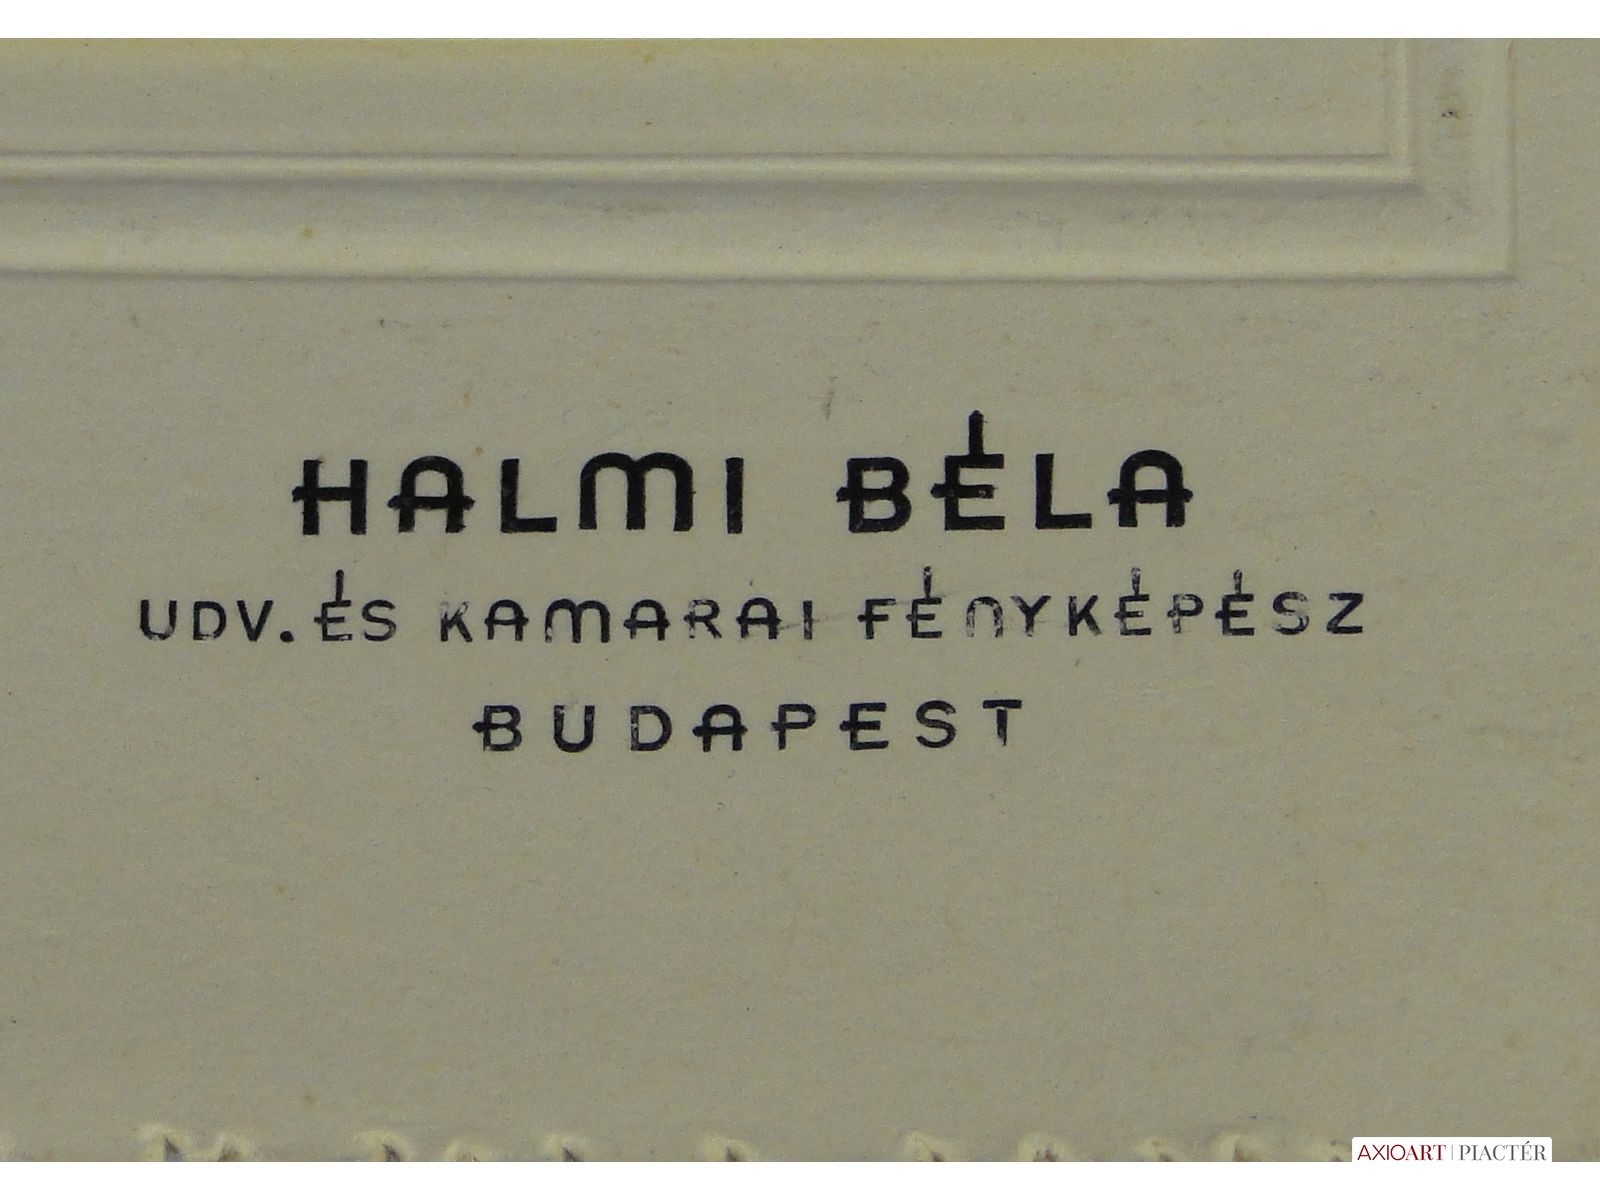 HALMI BÉLA
UDV. ÉS KAMARAI FÉNYKÉPÉSZ
BUDAPEST
AXIOART | PIACTÉR